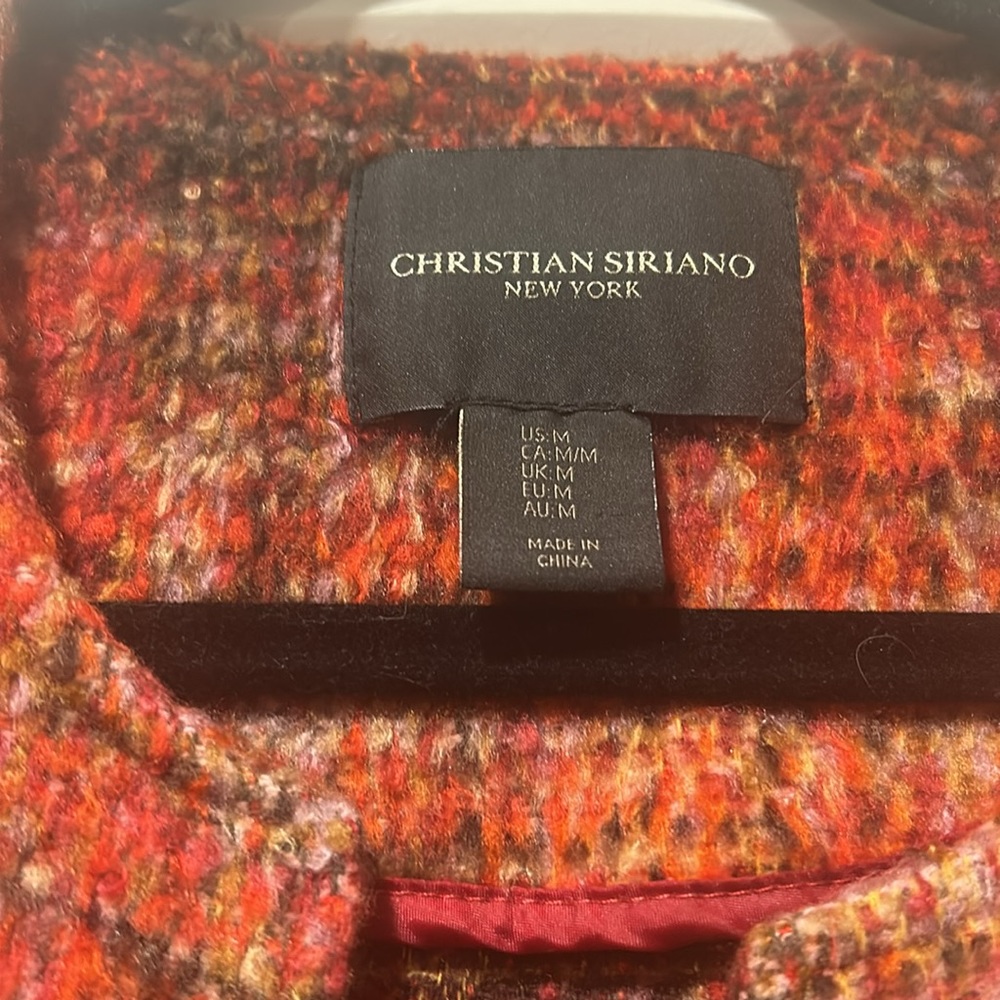 CHRISTIAN SIRIANO
NEW YORK
US: M
CA: M/M
UK: M
EU: M
AU: M
MADE IN
CHINA